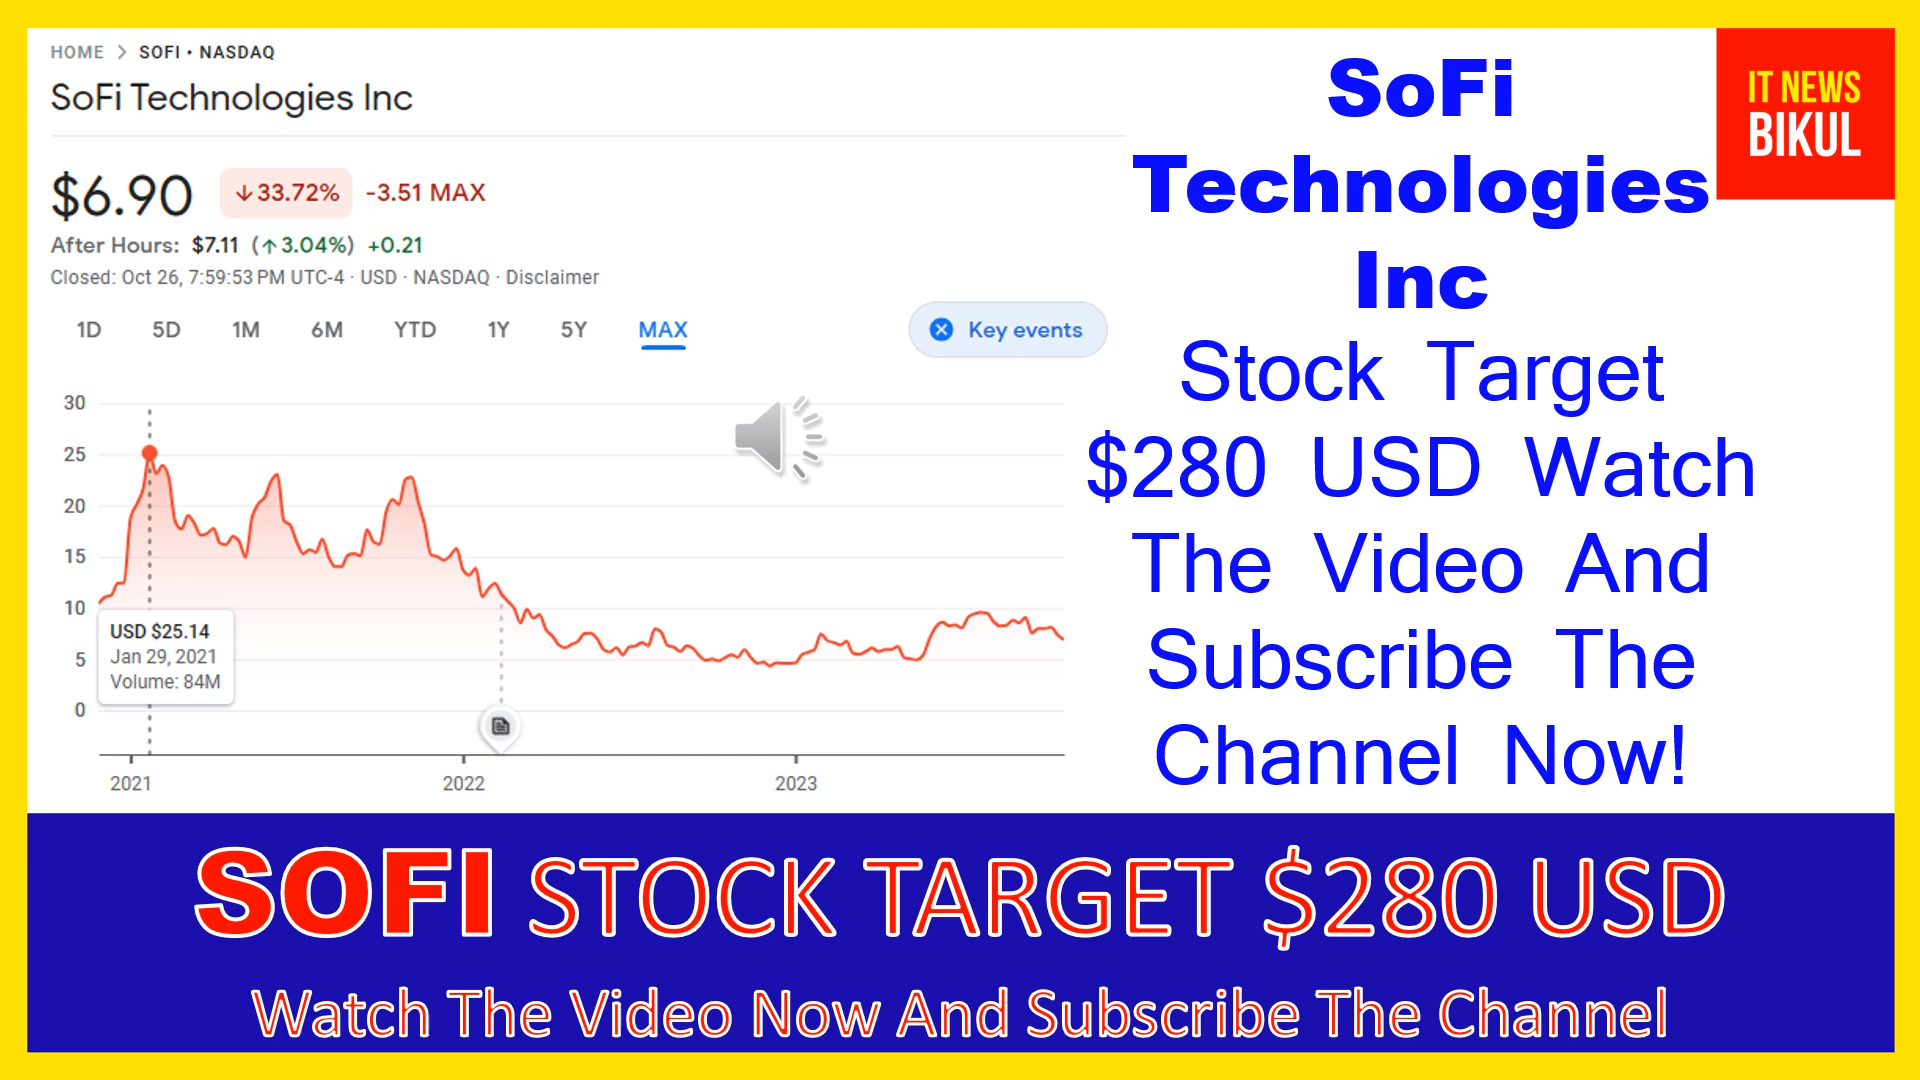 HOME > SOFI • NASDAQ
SoFi Technologies Inc
$6.90 ↓33.72% -3.51 MAX
After Hours: $7.11 (↑3.04%) +0.21
Closed: Oct 26, 7:59:53 PM UTC-4 · USD · NASDAQ · Disclaimer
1D 5D 1M 6M YTD 1Y 5Y MAX
Key events
30
25
20
15
10
5
0
USD $25.14
Jan 29, 2021
Volume: 84M
2021 2022 2023
SoFi
Technologies
Inc
Stock Target
$280 USD Watch
The Video And
Subscribe The
Channel Now!
IT NEWS
BIKUL
SOFI STOCK TARGET $280 USD
Watch The Video Now And Subscribe The Channel